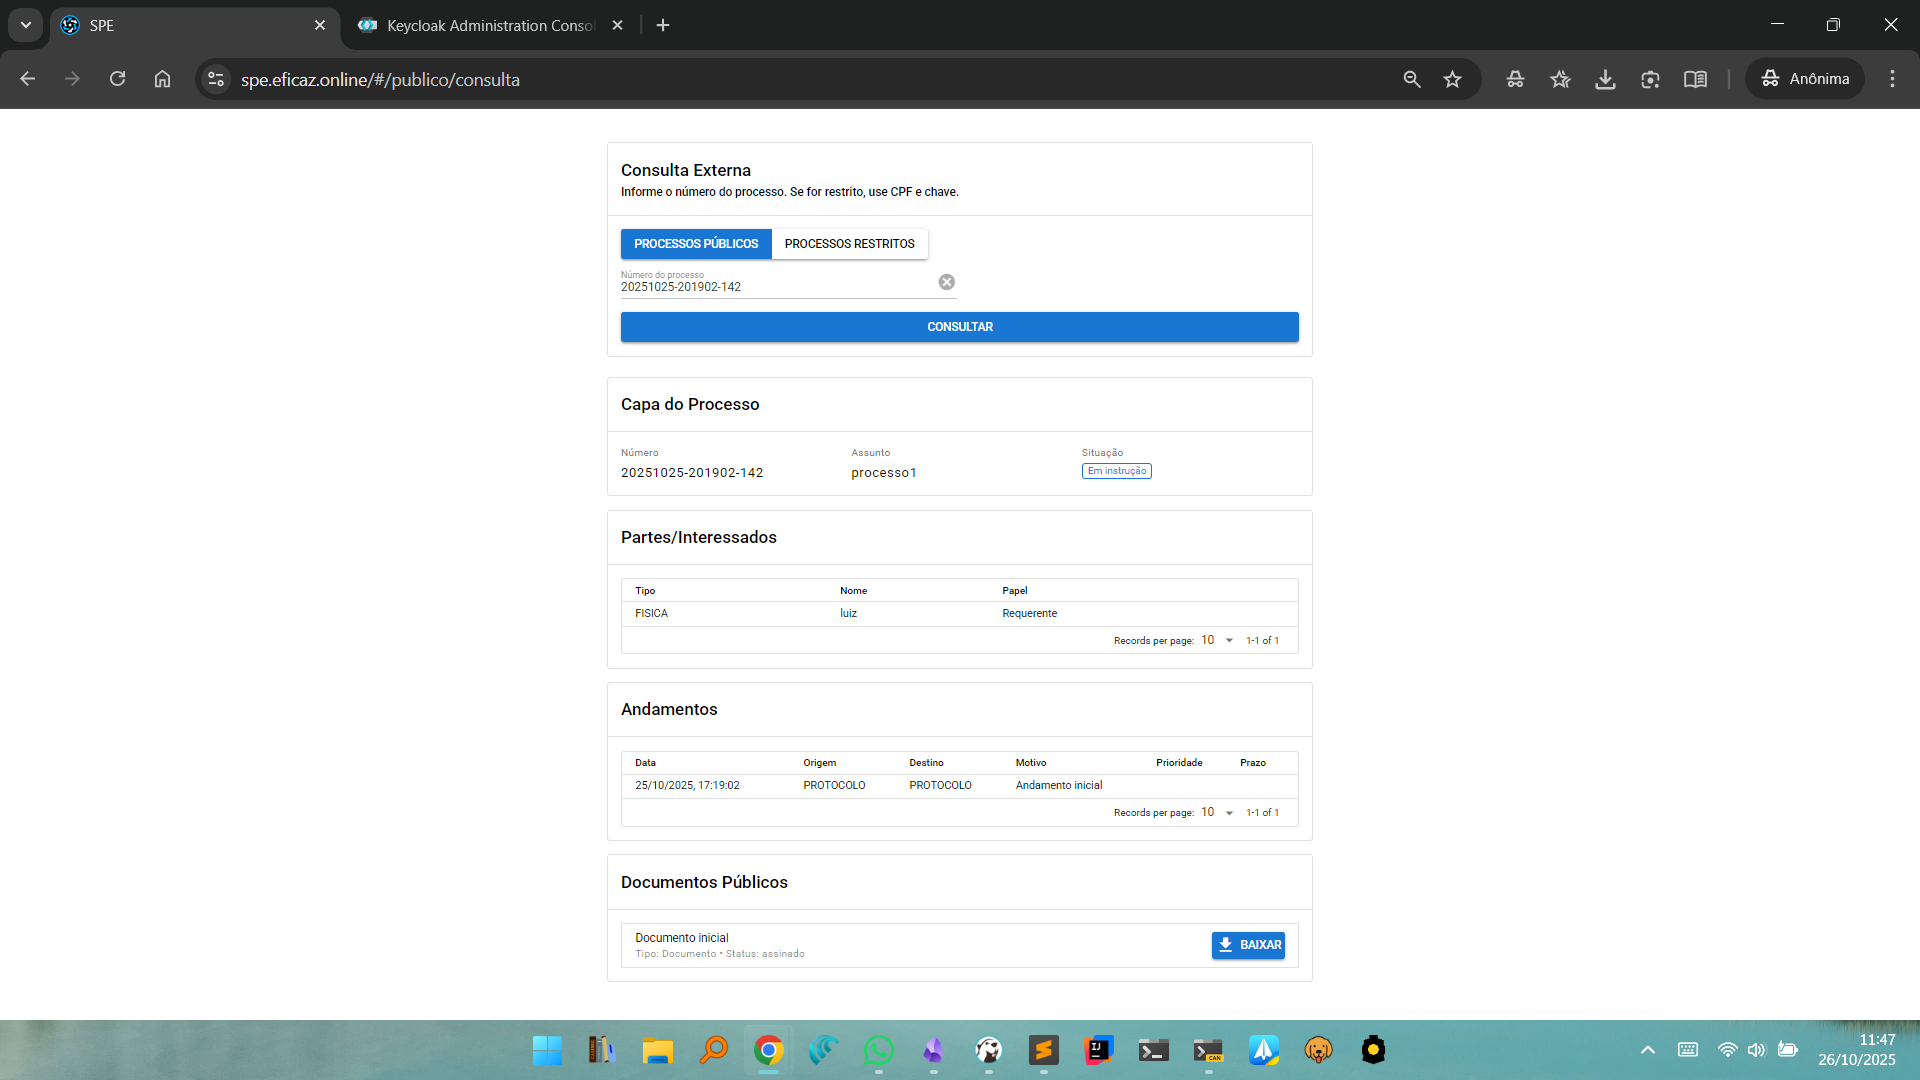 SPE
Keycloak Administration Conso
spe.eficaz.online/#/publico/consulta
Anônima
Consulta Externa
Informe o número do processo. Se for restrito, use CPF e chave.
PROCESSOS PÚBLICOS PROCESSOS RESTRITOS
Número do processo
20251025-201902-142
CONSULTAR
Capa do Processo
Número Assunto Situação
20251025-201902-142 processo1 Em instrução
Partes/Interessados
Tipo Nome Papel
FISICA luiz Requerente
Records per page: 10 1-1 of 1
Andamentos
Data Origem Destino Motivo Prioridade Prazo
25/10/2025, 17:19:02 PROTOCOLO PROTOCOLO Andamento inicial
Records per page: 10 1-1 of 1
Documentos Públicos
Documento inicial
Tipo: Documento • Status: assinado
BAIXAR
IJ
CAN
11:47
26/10/2025